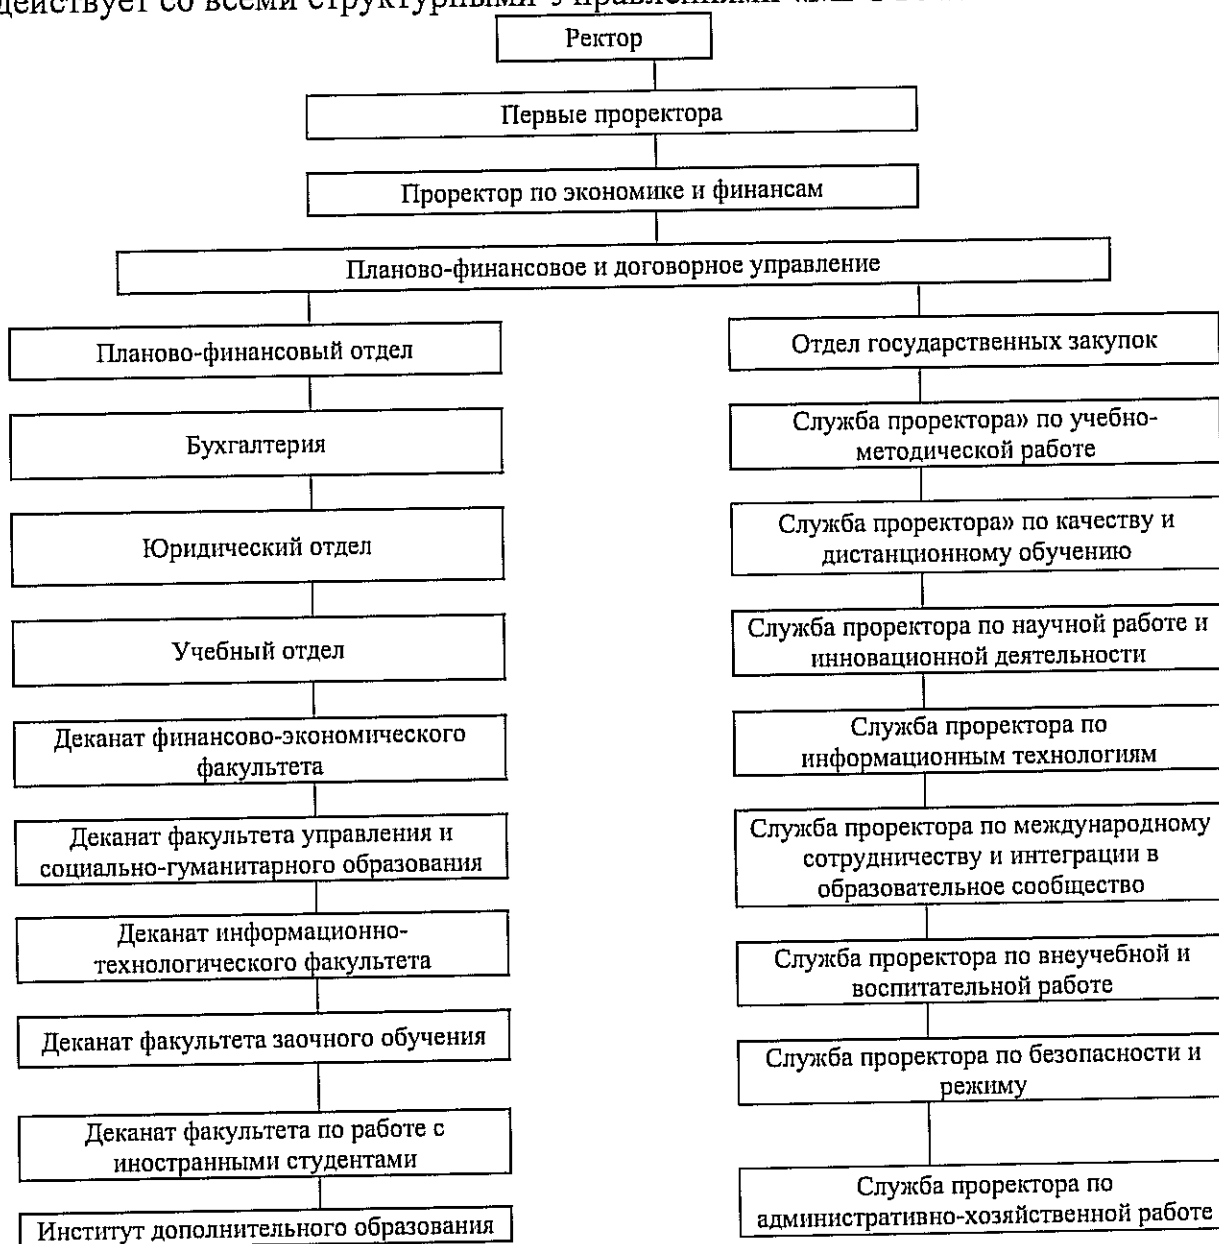 действует со всеми структурными управлениями
Ректор
Первые проректора
Проректор по экономике и финансам
Планово-финансовое и договорное управление
Планово-финансовый отдел
Бухгалтерия
Юридический отдел
Учебный отдел
Деканат финансово-экономического
факультета
Деканат факультета управления и
социально-гуманитарного образования
Деканат информационно-
технологического факультета
Деканат факультета заочного обучения
Деканат факультета по работе с
иностранными студентами
Институт дополнительного образования
Отдел государственных закупок
Служба проректора» по учебно-
методической работе
Служба проректора» по качеству и
дистанционному обучению
Служба проректора по научной работе и
инновационной деятельности
Служба проректора по
информационным технологиям
Служба проректора по международному
сотрудничеству и интеграции в
образовательное сообщество
Служба проректора по внеучебной и
воспитательной работе
Служба проректора по безопасности и
режиму
Служба проректора по
административно-хозяйственной работе